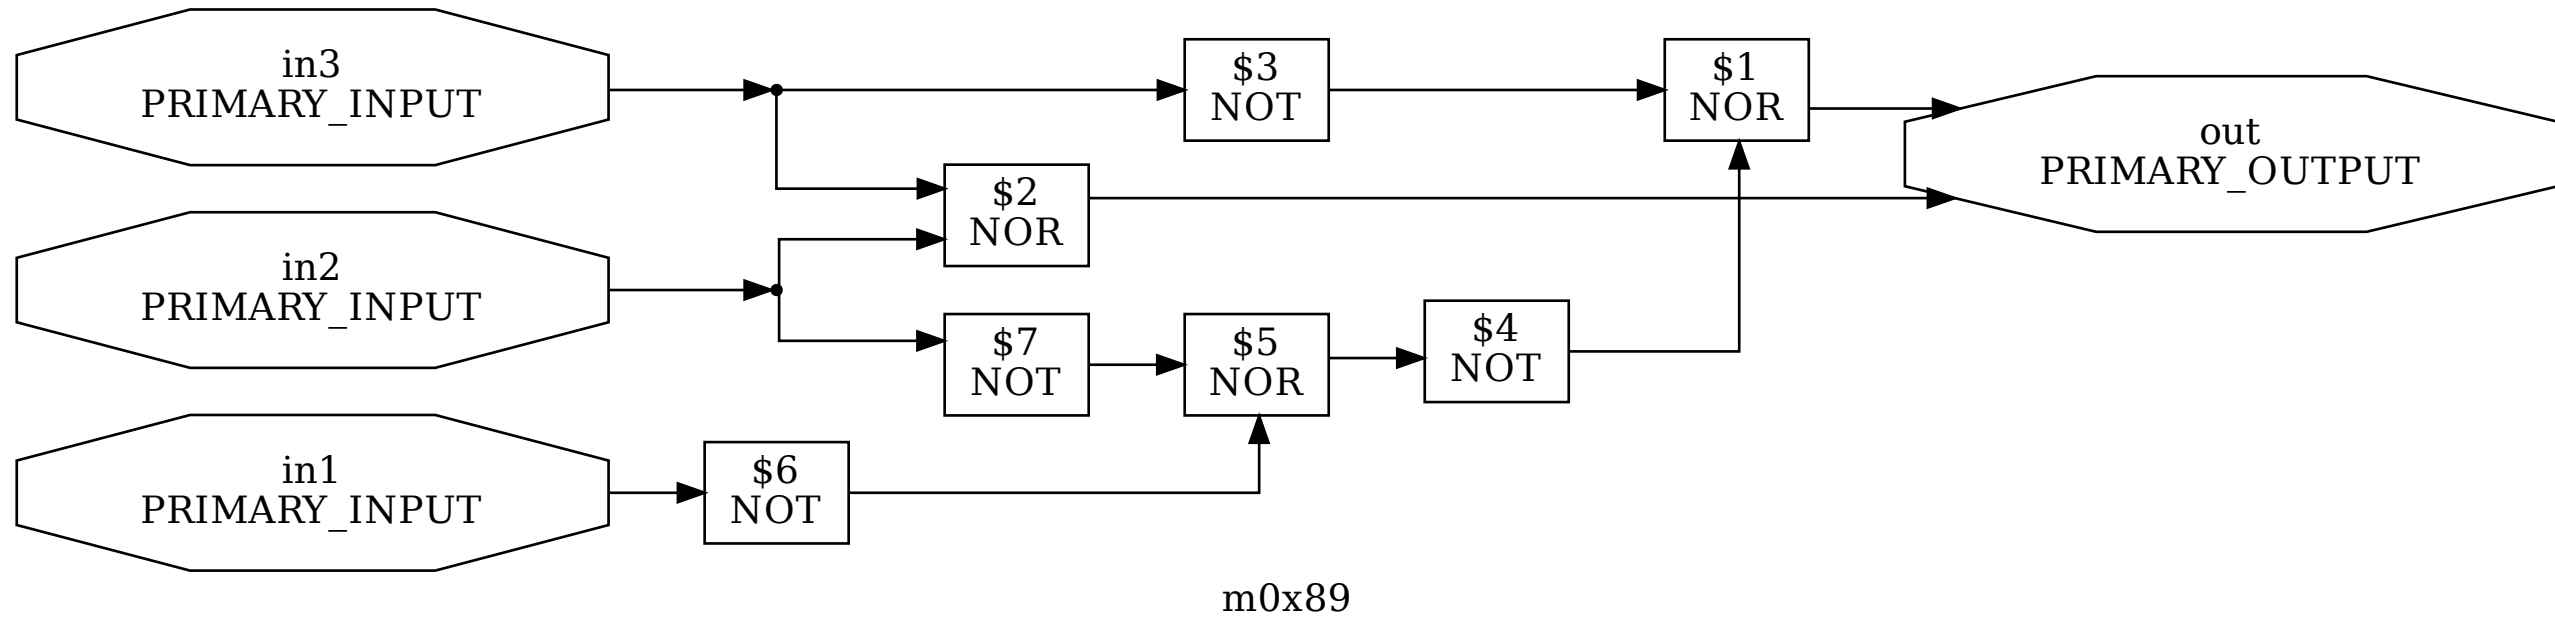 in3
PRIMARY_INPUT
$3
NOT
$1
NOR
out
PRIMARY_OUTPUT
$2
NOR
in2
PRIMARY_INPUT
$7
NOT
$5
NOR
$4
NOT
in1
PRIMARY_INPUT
$6
NOT
m0x89